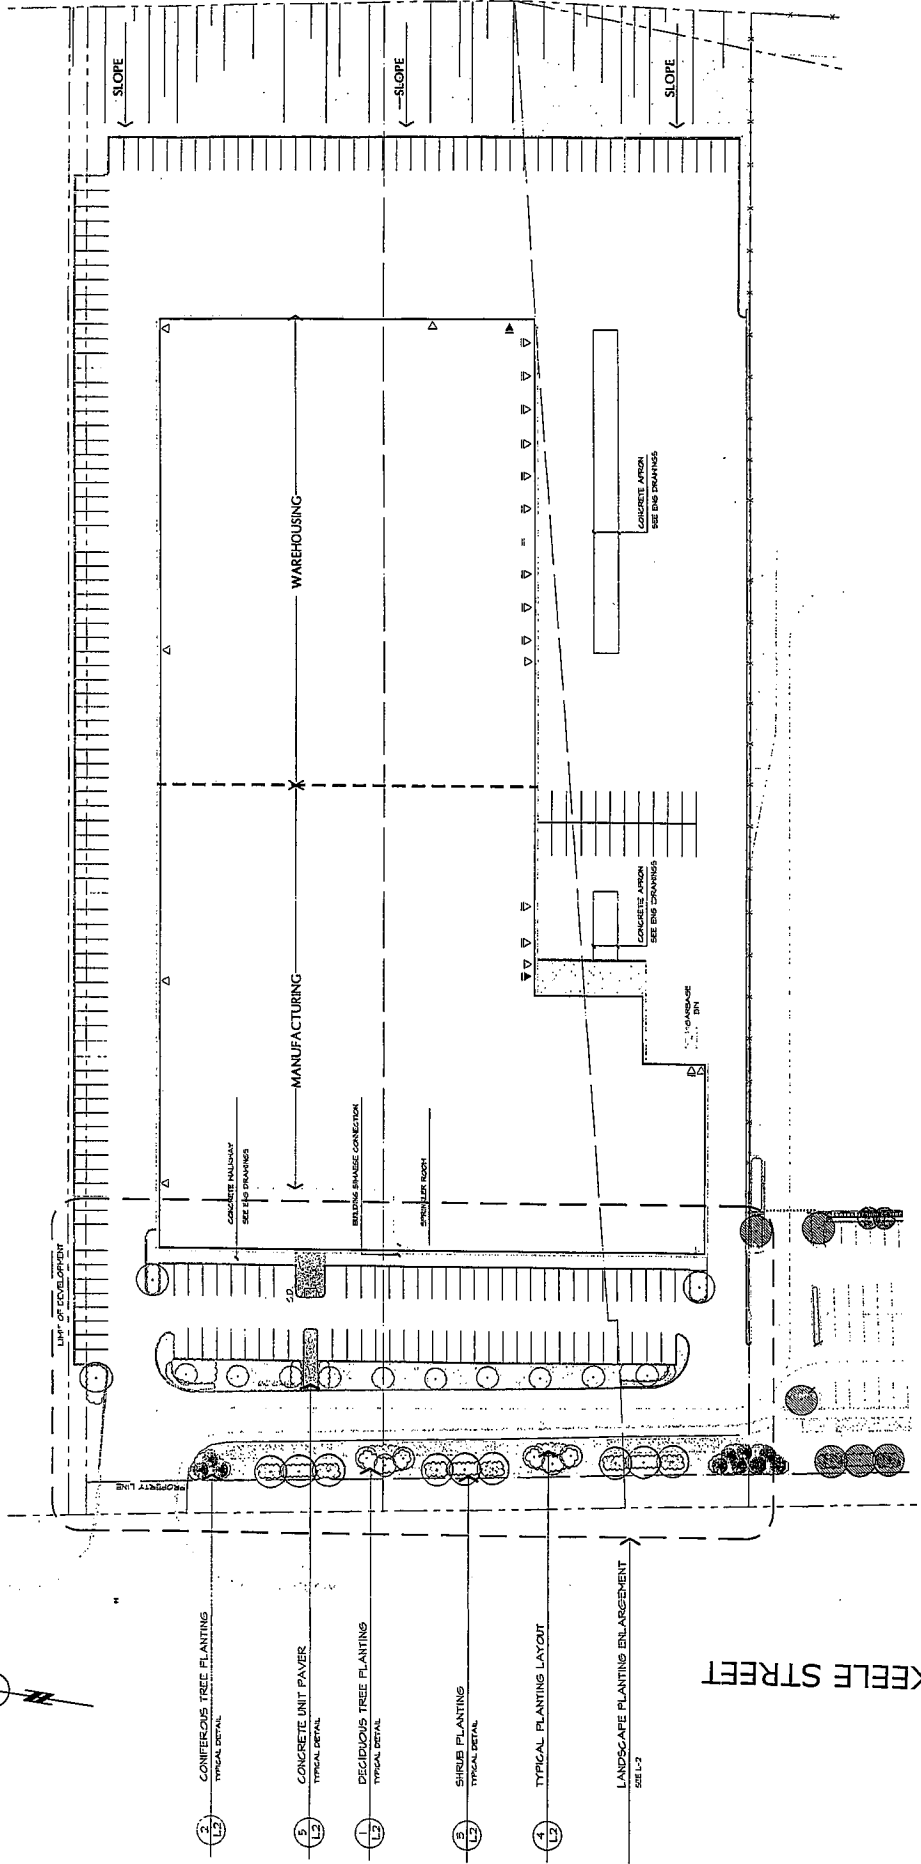 SLOPE
SLOPE
SLOPE
WAREHOUSING
MANUFACTURING
CONCRETE APRON
SEE ENG DRAWINGS
CONCRETE APRON
SEE ENG DRAWINGS
GARBAGE
BIN
CONCRETE WALKWAY
SEE ENG DRAWINGS
BUILDING SIAMESE CONNECTION
SPRINKLER ROOM
S.D.
LIMIT OF DEVELOPMENT
PROPERTY LINE
2
L2
CONIFEROUS TREE PLANTING
TYPICAL DETAIL
5
L2
CONCRETE UNIT PAVER
TYPICAL DETAIL
1
L2
DECIDUOUS TREE PLANTING
TYPICAL DETAIL
L2
SHRUB PLANTING
TYPICAL DETAIL
4
L2
TYPICAL PLANTING LAYOUT
LANDSCAPE PLANTING ENLARGEMENT
SEE L-2
KEELE STREET